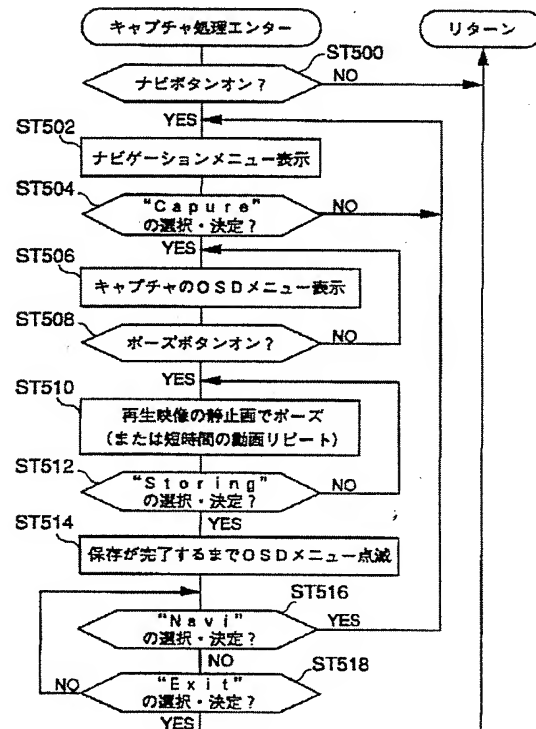 キャプチャ処理エンター
リターン
ST500
ナビボタンオン?
NO
YES
ST502
ナビゲーションメニュー表示
ST504
“Capure”
の選択・決定?
NO
YES
ST506
キャプチャのOSDメニュー表示
ST508
ポーズボタンオン?
NO
YES
ST510
再生映像の静止画でポーズ
(または短時間の動画リピート)
ST512
“Storing”
の選択・決定?
NO
YES
ST514
保存が完了するまでOSDメニュー点滅
ST516
“Navi”
の選択・決定?
YES
NO
ST518
“Exit”
の選択・決定?
NO
YES